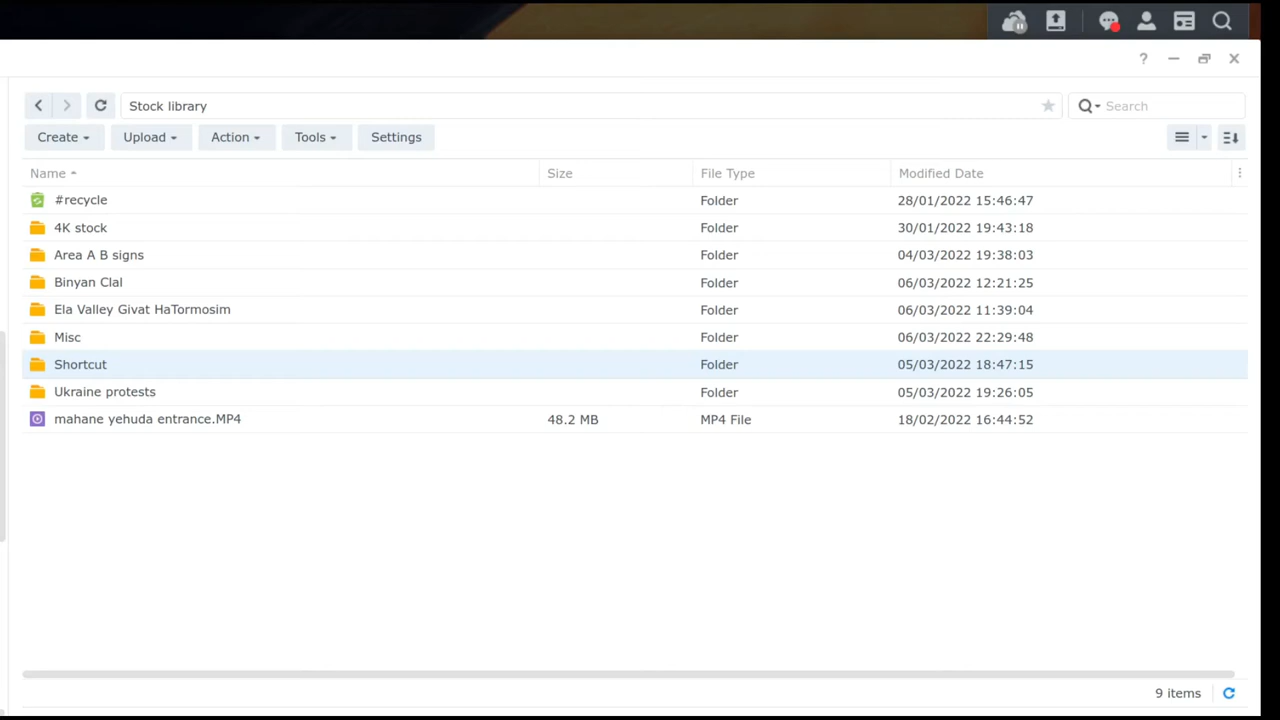 ?
Stock library
Search
Create Upload Action Tools Settings
Name Size File Type Modified Date
#recycle Folder 28/01/2022 15:46:47
4K stock Folder 30/01/2022 19:43:18
Area A B signs Folder 04/03/2022 19:38:03
Binyan Clal Folder 06/03/2022 12:21:25
Ela Valley Givat HaTormosim Folder 06/03/2022 11:39:04
Misc Folder 06/03/2022 22:29:48
Shortcut Folder 05/03/2022 18:47:15
Ukraine protests Folder 05/03/2022 19:26:05
mahane yehuda entrance.MP4 48.2 MB MP4 File 18/02/2022 16:44:52
9 items